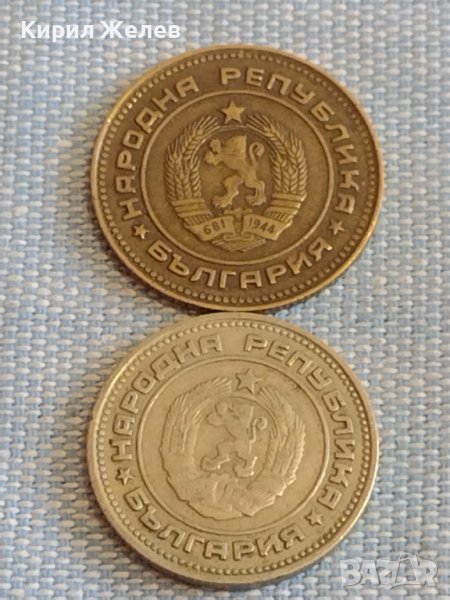 Кирил Желев
НАРОДНА РЕПУБЛИКА
★ БЪЛГАРИЯ ★
681 1944
НАРОДНА РЕПУБЛИКА
★ БЪЛГАРИЯ ★
bazar